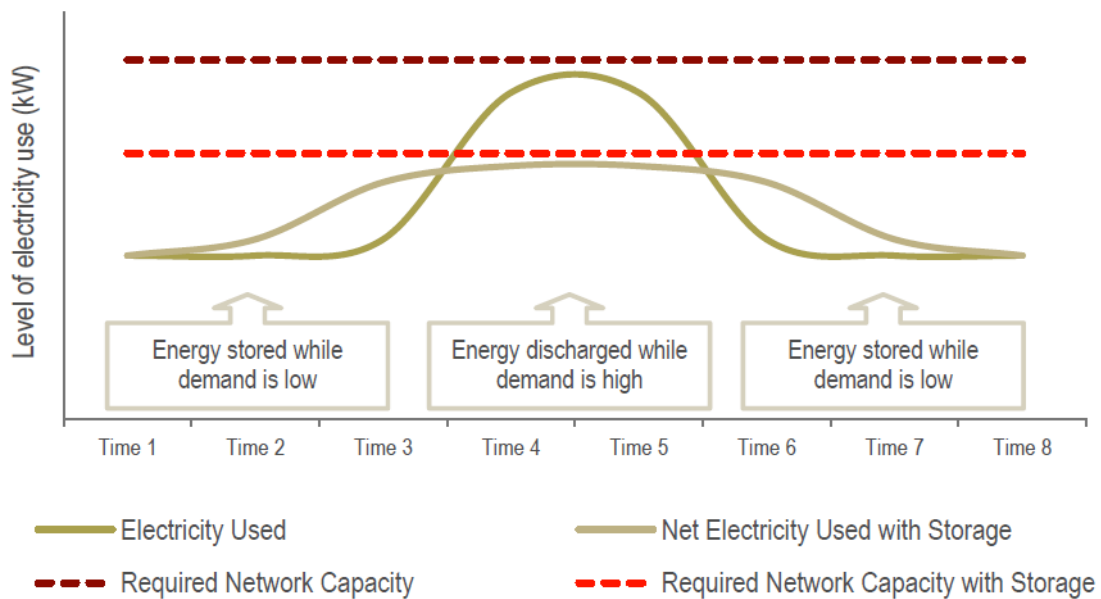 Level of electricity use (kW)
Energy stored while
demand is low
Energy discharged while
demand is high
Energy stored while
demand is low
Time 1 Time 2 Time 3 Time 4 Time 5 Time 6 Time 7 Time 8
Electricity Used
Net Electricity Used with Storage
Required Network Capacity
Required Network Capacity with Storage